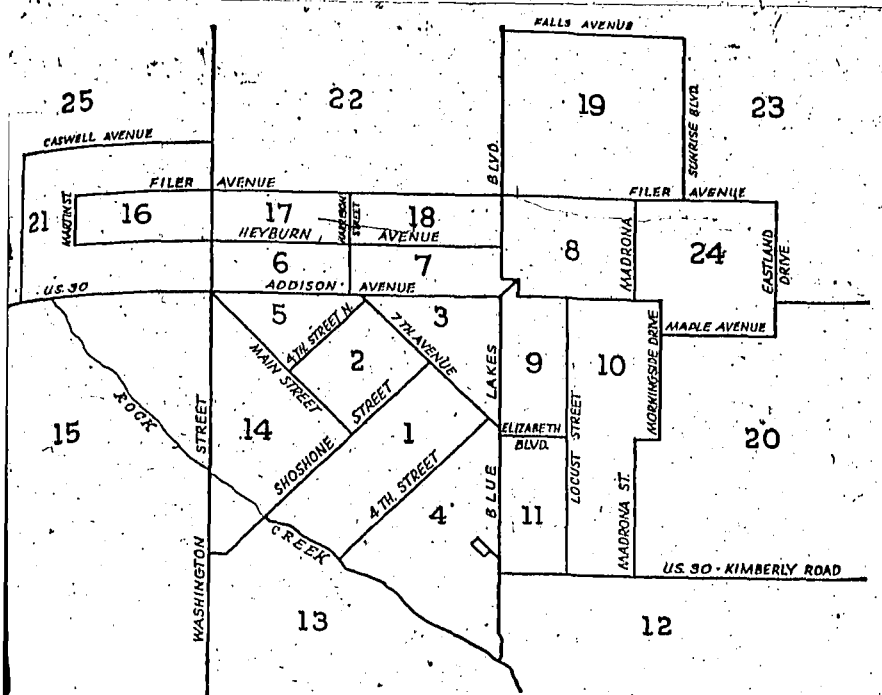 FALLS AVENUE
25
22
19
23
CASWELL AVENUE
BLVD.
SUNRISE BLVD.
FILER AVENUE
FILER AVENUE
21
MARTIN ST.
16
17
HARRISON STREET
18
8
MADRONA
24
EASTLAND DRIVE
HEYBURN AVENUE
6
7
U.S. 30
ADDISON AVENUE
5
4TH. STREET N.
3
7TH AVENUE
MORNINGSIDE DRIVE
MAPLE AVENUE
MAIN STREET
2
LAKES
9
10
ROCK
15
STREET
14
SHOSHONE STREET
1
ELIZABETH BLVD.
LOCUST STREET
20
4TH. STREET
4
BLUE
11
MADRONA ST.
CREEK
U.S. 30 - KIMBERLY ROAD
WASHINGTON
13
12